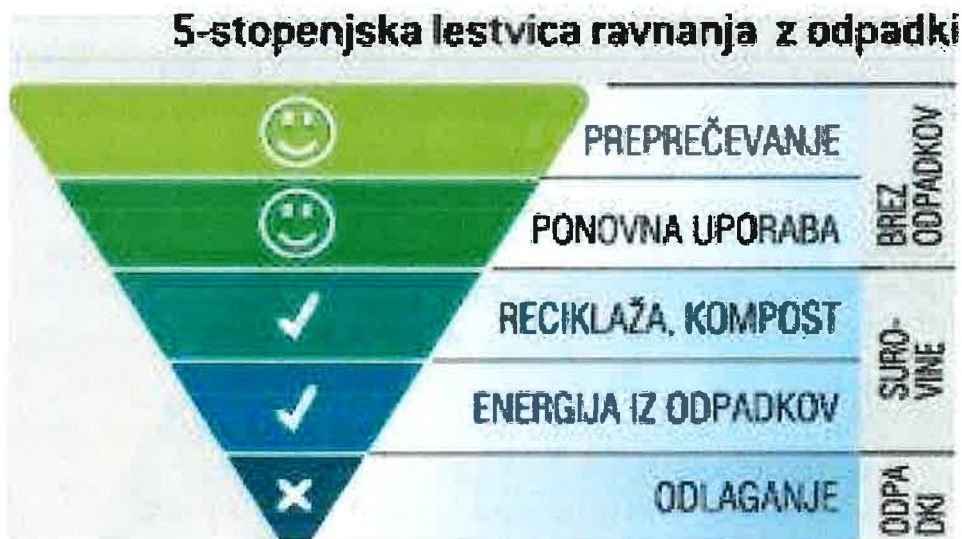 5-stopenjska lestvica ravnanja z odpadki
PREPREČEVANJE
PONOVNA UPORABA
BREZ
ODPADKOV
RECIKLAŽA, KOMPOST
ENERGIJA IZ ODPADKOV
SURO-
VINE
ODLAGANJE
ODPA
DKI